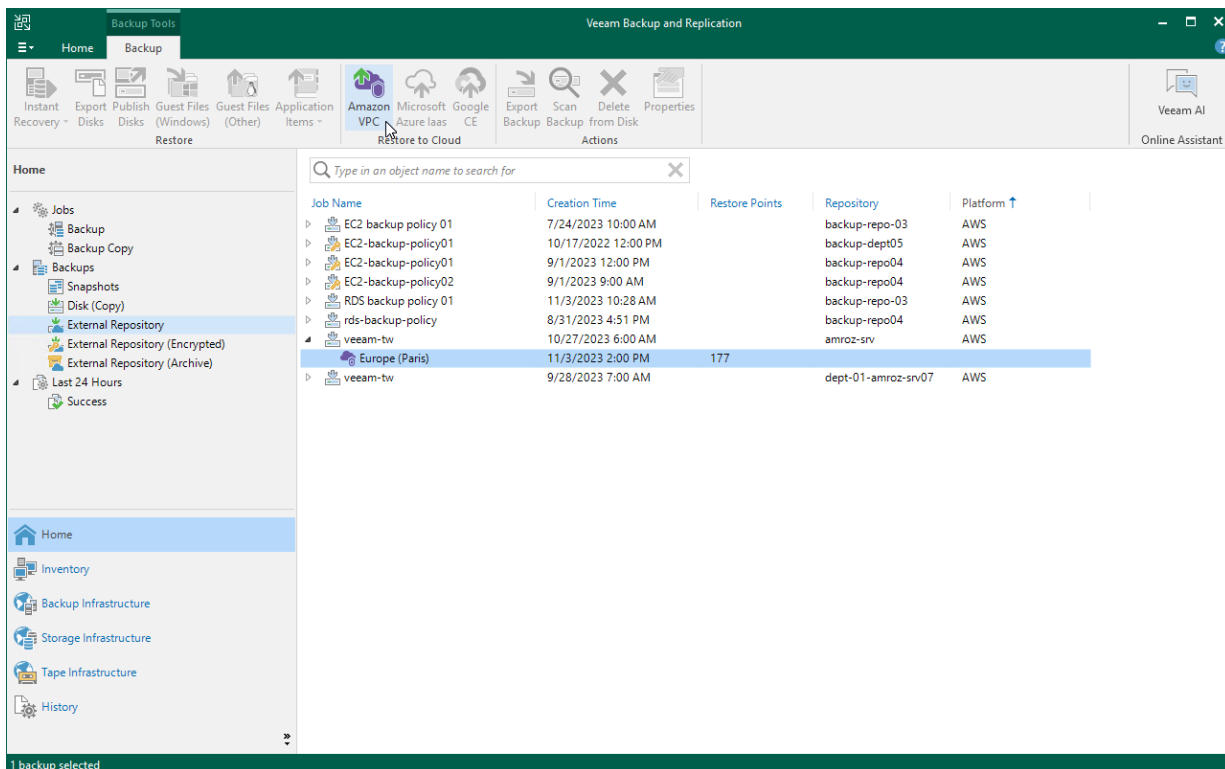 Backup Tools
Veeam Backup and Replication
Home Backup
Instant Recovery
Export Disks
Publish Disks
Guest Files (Windows)
Guest Files (Other)
Application Items
Restore
Amazon VPC
Microsoft Azure Iaas
Google CE
Restore to Cloud
Export Backup
Scan Backup
Delete from Disk
Properties
Actions
Veeam AI
Online Assistant
Home
Jobs
Backup
Backup Copy
Backups
Snapshots
Disk (Copy)
External Repository
External Repository (Encrypted)
External Repository (Archive)
Last 24 Hours
Success
Home
Inventory
Backup Infrastructure
Storage Infrastructure
Tape Infrastructure
History
Type in an object name to search for
Job Name Creation Time Restore Points Repository Platform
EC2 backup policy 01 7/24/2023 10:00 AM backup-repo-03 AWS
EC2-backup-policy01 10/17/2022 12:00 PM backup-dept05 AWS
EC2-backup-policy01 9/1/2023 12:00 PM backup-repo04 AWS
EC2-backup-policy02 9/1/2023 9:00 AM backup-repo04 AWS
RDS backup policy 01 11/3/2023 10:28 AM backup-repo-03 AWS
rds-backup-policy 8/31/2023 4:51 PM backup-repo04 AWS
veeam-tw 10/27/2023 6:00 AM amroz-srv AWS
Europe (Paris) 11/3/2023 2:00 PM 177
veeam-tw 9/28/2023 7:00 AM dept-01-amroz-srv07 AWS
1 backup selected